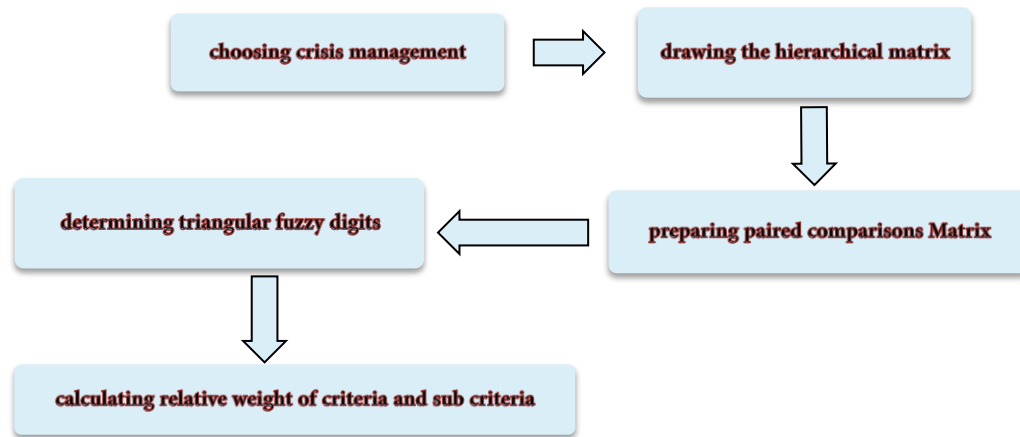 choosing crisis management
drawing the hierarchical matrix
preparing paired comparisons Matrix
determining triangular fuzzy digits
calculating relative weight of criteria and sub criteria